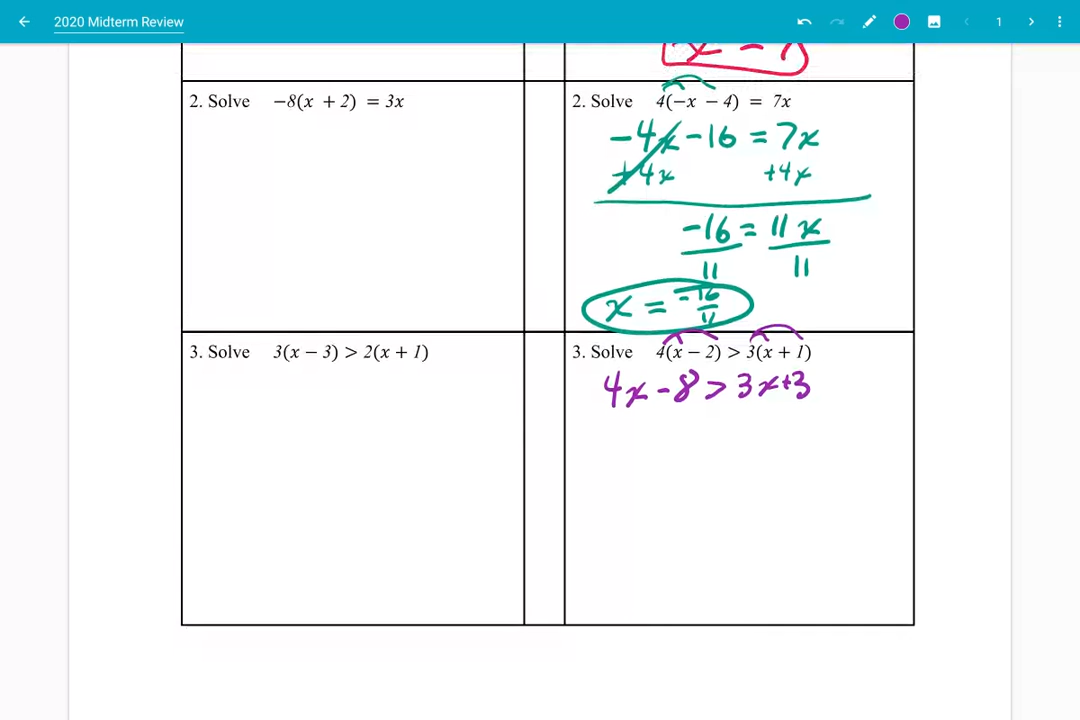 2020 Midterm Review
1
2. Solve −8(x + 2) = 3x
2. Solve 4(−x − 4) = 7x
-4x -16 = 7x
+4x +4x
-16 = 11x
11 11
x = -16/11
3. Solve 3(x − 3) > 2(x + 1)
3. Solve 4(x − 2) > 3(x + 1)
4x - 8 > 3x+3